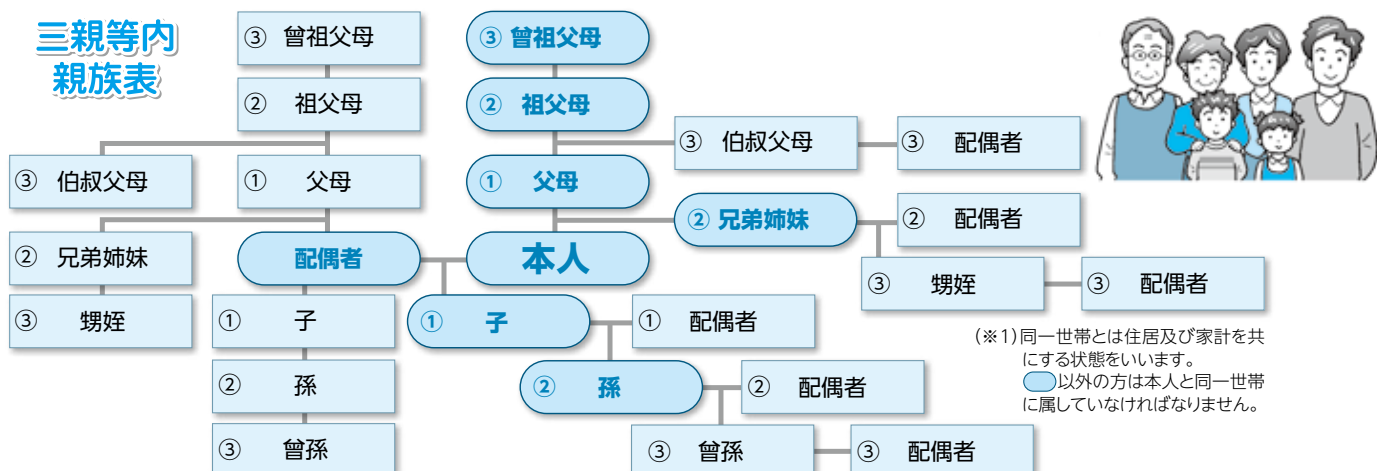 三親等内
親族表
③ 曾祖父母
③ 曾祖父母
② 祖父母
② 祖父母
③ 伯叔父母
③ 配偶者
③ 伯叔父母
① 父母
① 父母
② 兄弟姉妹
② 配偶者
② 兄弟姉妹
配偶者
本人
③ 甥姪
③ 配偶者
③ 甥姪
① 子
① 子
① 配偶者
② 孫
② 孫
② 配偶者
③ 曾孫
③ 曾孫
③ 配偶者
(※1)同一世帯とは住居及び家計を共
にする状態をいいます。
以外の方は本人と同一世帯
に属していなければなりません。